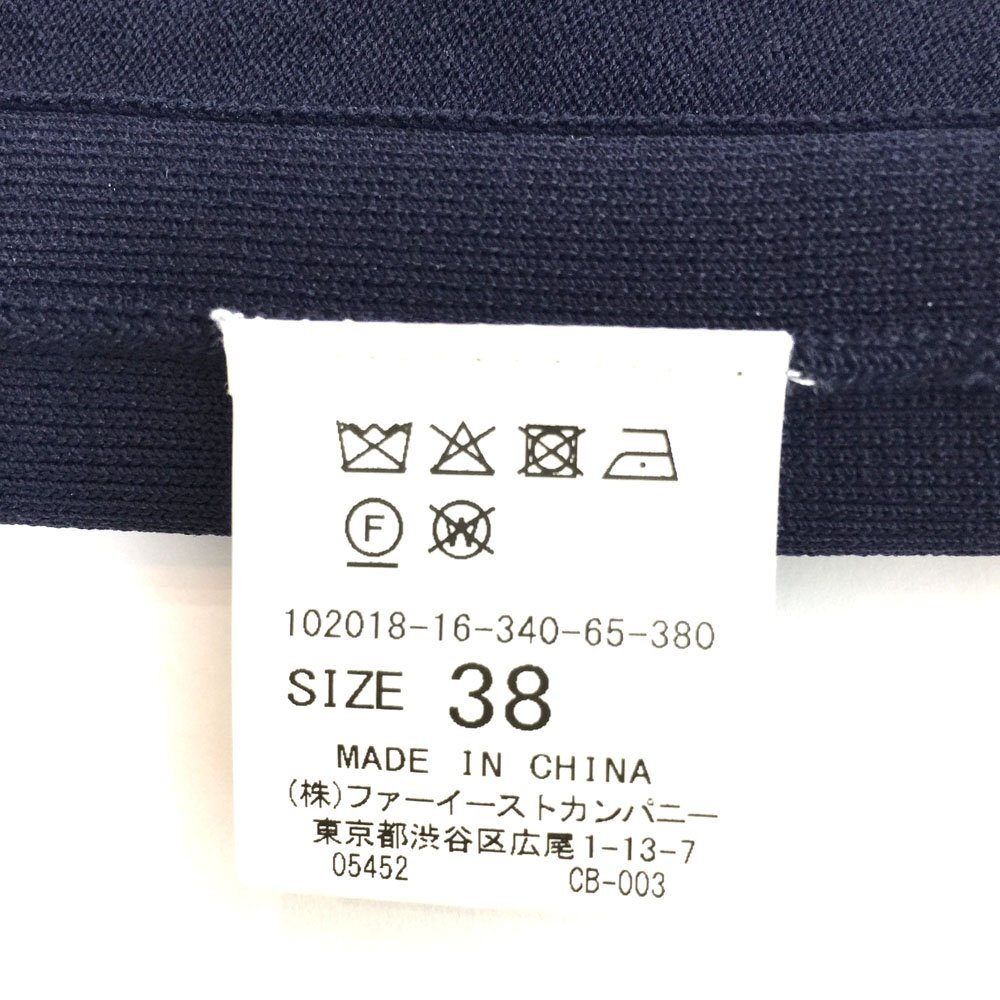 F W
102018-16-340-65-380
SIZE 38
MADE IN CHINA
(株)ファーイーストカンパニー
東京都渋谷区広尾1-13-7
05452 CB-003